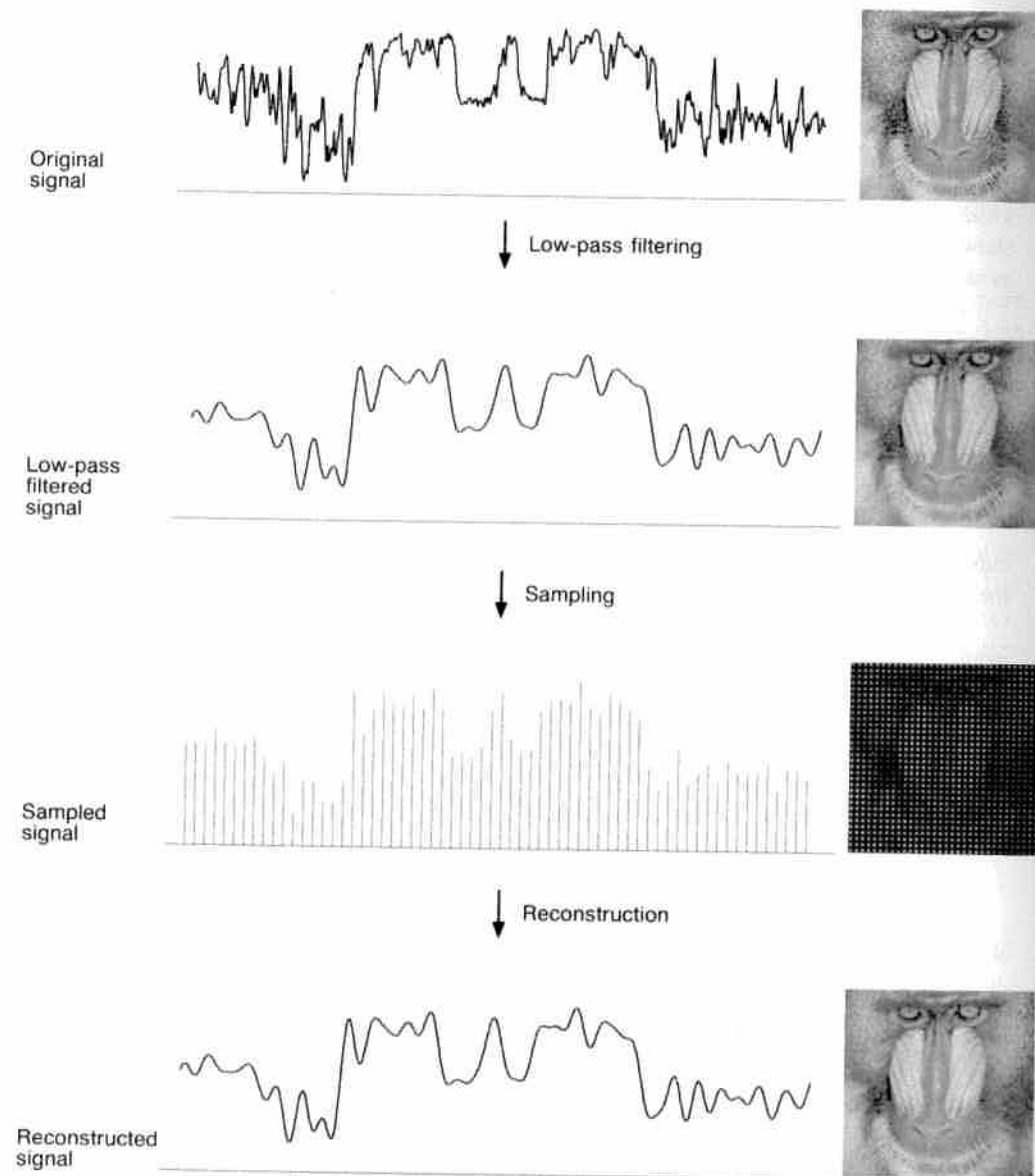 Original
signal
Low-pass filtering
Low-pass
filtered
signal
Sampling
Sampled
signal
Reconstruction
Reconstructed
signal